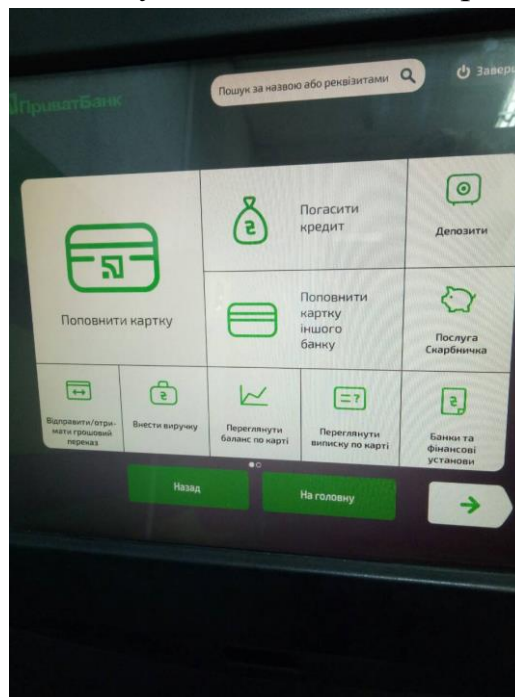 Пошук за назвою або реквізитами
ПриватБанк
Погасити
кредит
Депозити
Поповнити картку
Поповнити
картку
іншого
банку
Послуга
Скарбничка
Відправити/отри-
мати грошовий
переказ
Внести виручку
Переглянути
баланс по карті
Переглянути
виписку по карті
Банки та
фінансові
установи
Назад
На головну